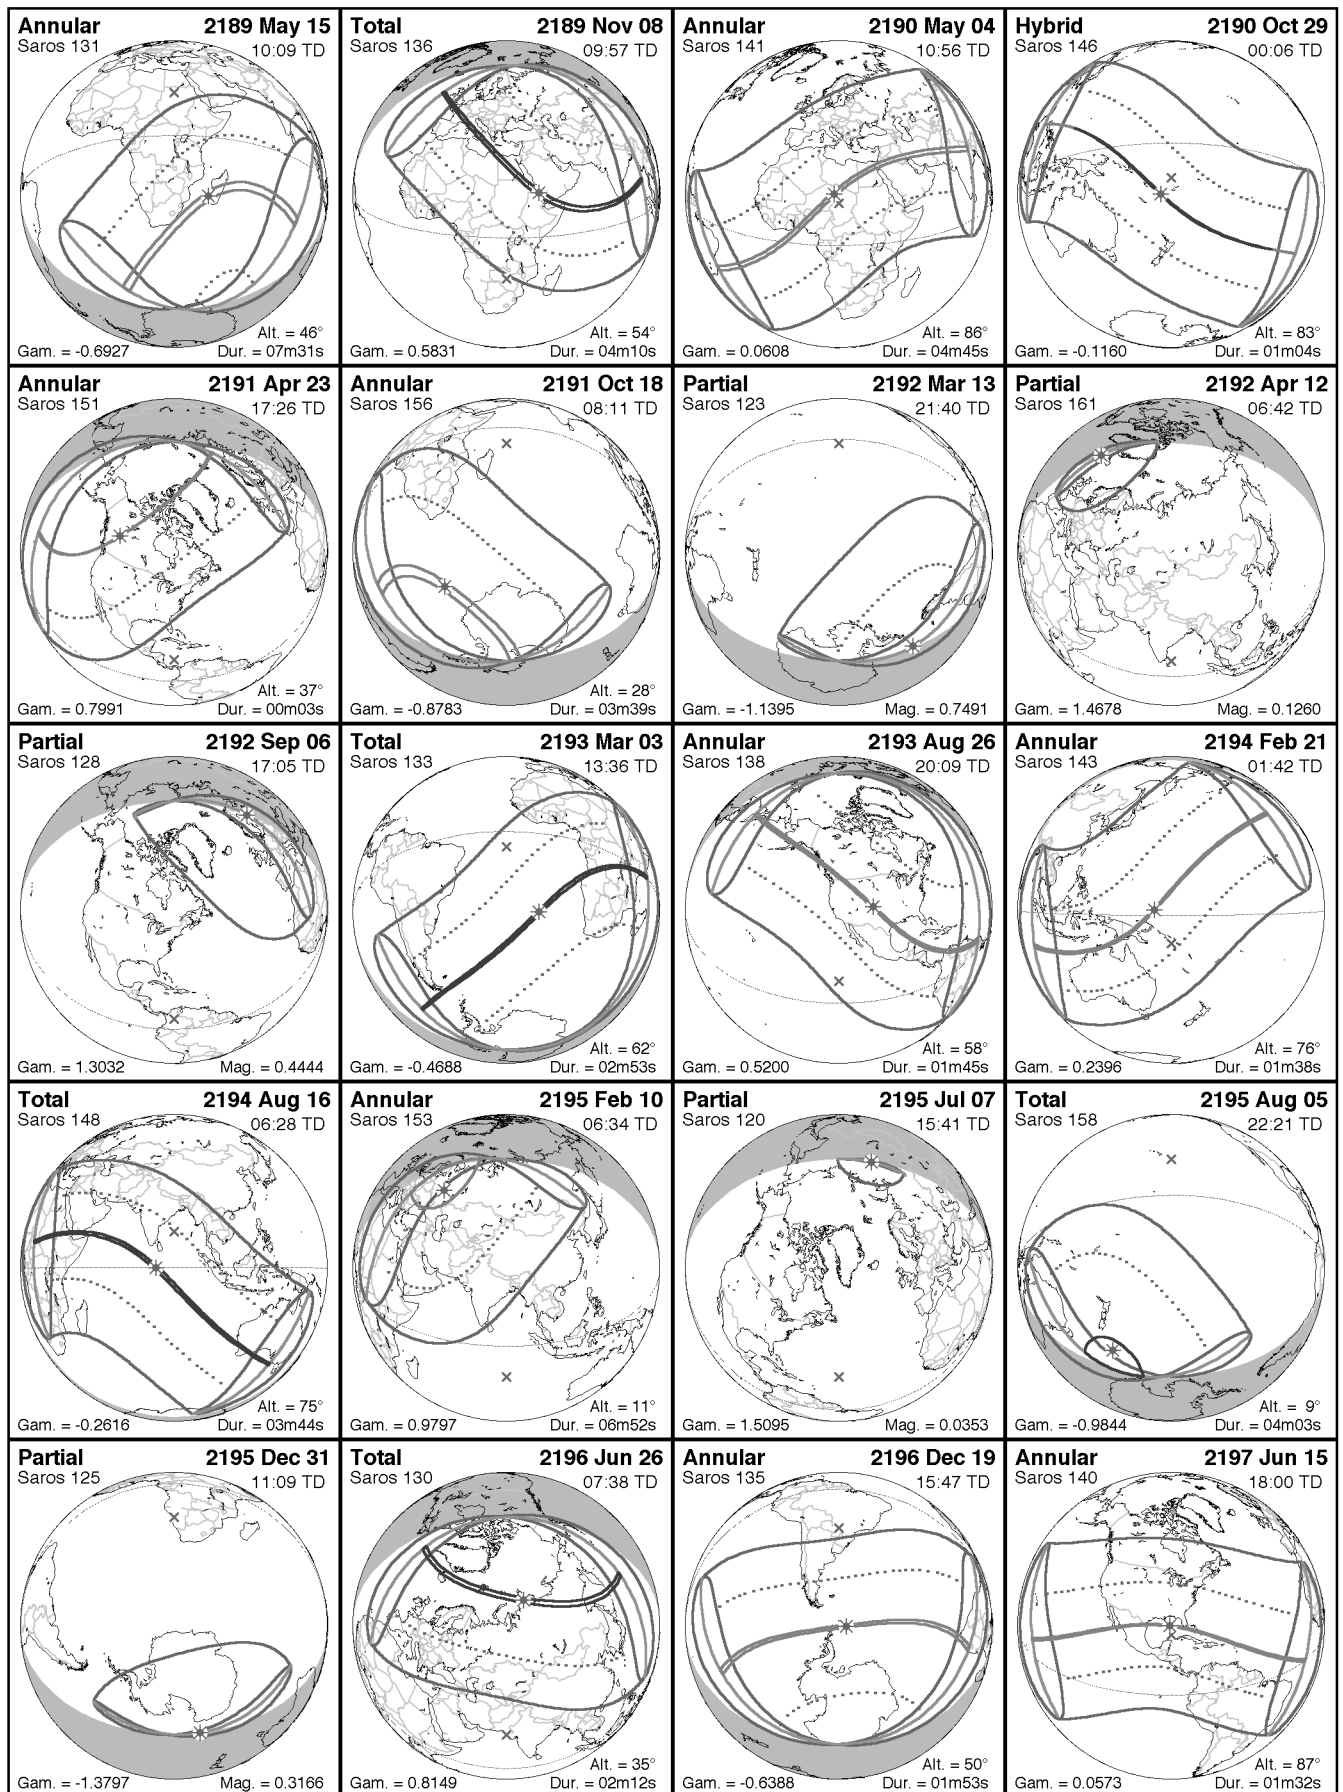 Annular 2189 May 15
Saros 131 10:09 TD
Alt. = 46°
Gam. = -0.6927 Dur. = 07m31s
Total 2189 Nov 08
Saros 136 09:57 TD
Alt. = 54°
Gam. = 0.5831 Dur. = 04m10s
Annular 2190 May 04
Saros 141 10:56 TD
Alt. = 86°
Gam. = 0.0608 Dur. = 04m45s
Hybrid 2190 Oct 29
Saros 146 00:06 TD
Alt. = 83°
Gam. = -0.1160 Dur. = 01m04s
Annular 2191 Apr 23
Saros 151 17:26 TD
Alt. = 37°
Gam. = 0.7991 Dur. = 00m03s
Annular 2191 Oct 18
Saros 156 08:11 TD
Alt. = 28°
Gam. = -0.8783 Dur. = 03m39s
Partial 2192 Mar 13
Saros 123 21:40 TD
Gam. = -1.1395 Mag. = 0.7491
Partial 2192 Apr 12
Saros 161 06:42 TD
Gam. = 1.4678 Mag. = 0.1260
Partial 2192 Sep 06
Saros 128 17:05 TD
Gam. = 1.3032 Mag. = 0.4444
Total 2193 Mar 03
Saros 133 13:36 TD
Alt. = 62°
Gam. = -0.4688 Dur. = 02m53s
Annular 2193 Aug 26
Saros 138 20:09 TD
Alt. = 58°
Gam. = 0.5200 Dur. = 01m45s
Annular 2194 Feb 21
Saros 143 01:42 TD
Alt. = 76°
Gam. = 0.2396 Dur. = 01m38s
Total 2194 Aug 16
Saros 148 06:28 TD
Alt. = 75°
Gam. = -0.2616 Dur. = 03m44s
Annular 2195 Feb 10
Saros 153 06:34 TD
Alt. = 11°
Gam. = 0.9797 Dur. = 06m52s
Partial 2195 Jul 07
Saros 120 15:41 TD
Gam. = 1.5095 Mag. = 0.0353
Total 2195 Aug 05
Saros 158 22:21 TD
Alt. = 9°
Gam. = -0.9844 Dur. = 04m03s
Partial 2195 Dec 31
Saros 125 11:09 TD
Gam. = -1.3797 Mag. = 0.3166
Total 2196 Jun 26
Saros 130 07:38 TD
Alt. = 35°
Gam. = 0.8149 Dur. = 02m12s
Annular 2196 Dec 19
Saros 135 15:47 TD
Alt. = 50°
Gam. = -0.6388 Dur. = 01m53s
Annular 2197 Jun 15
Saros 140 18:00 TD
Alt. = 87°
Gam. = 0.0573 Dur. = 01m32s